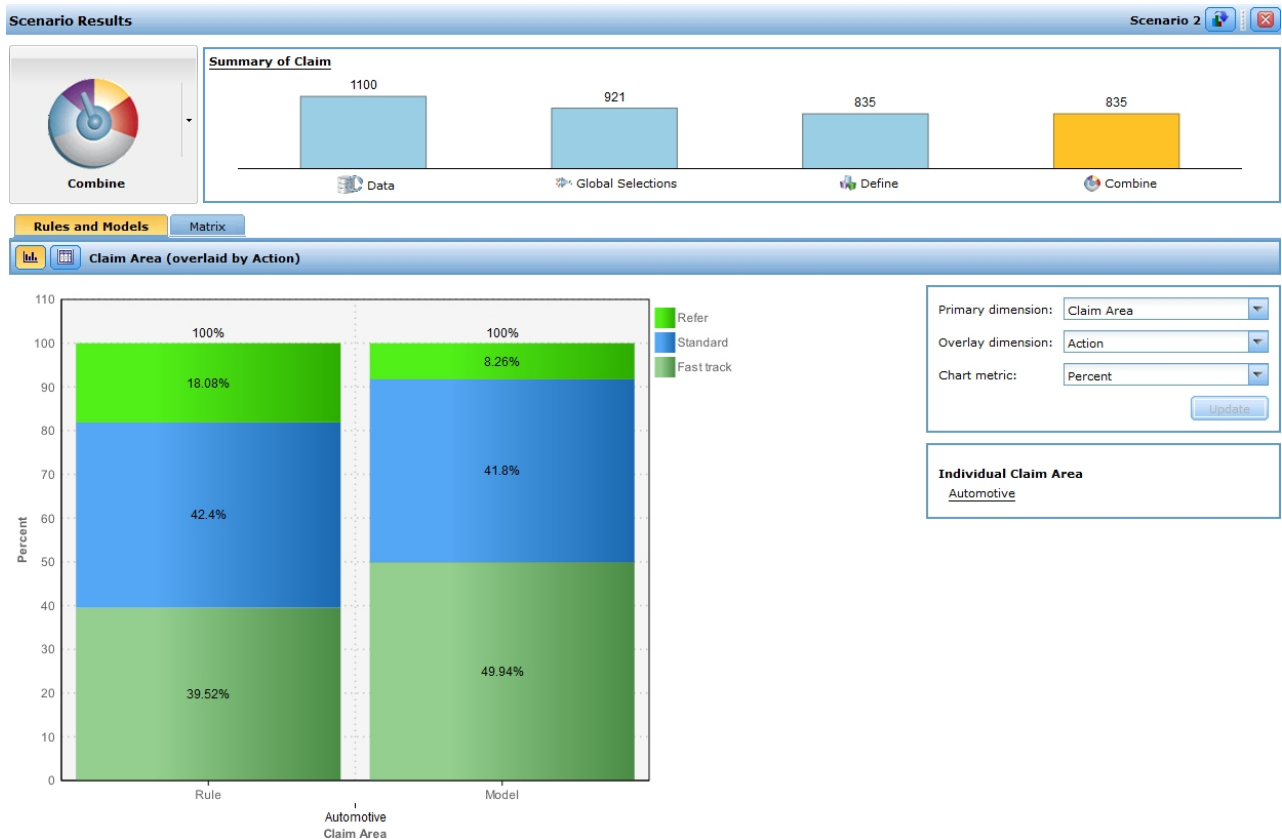 Scenario Results
Scenario 2
Combine
Summary of Claim
1100
921
835
835
Data
Global Selections
Define
Combine
Rules and Models
Matrix
Claim Area (overlaid by Action)
110
100
90
80
70
60
50
40
30
20
10
0
Percent
100%
18.08%
42.4%
39.52%
100%
8.26%
41.8%
49.94%
Rule
Model
Automotive
Claim Area
Refer
Standard
Fast track
Primary dimension: Claim Area
Overlay dimension: Action
Chart metric: Percent
Update
Individual Claim Area
Automotive